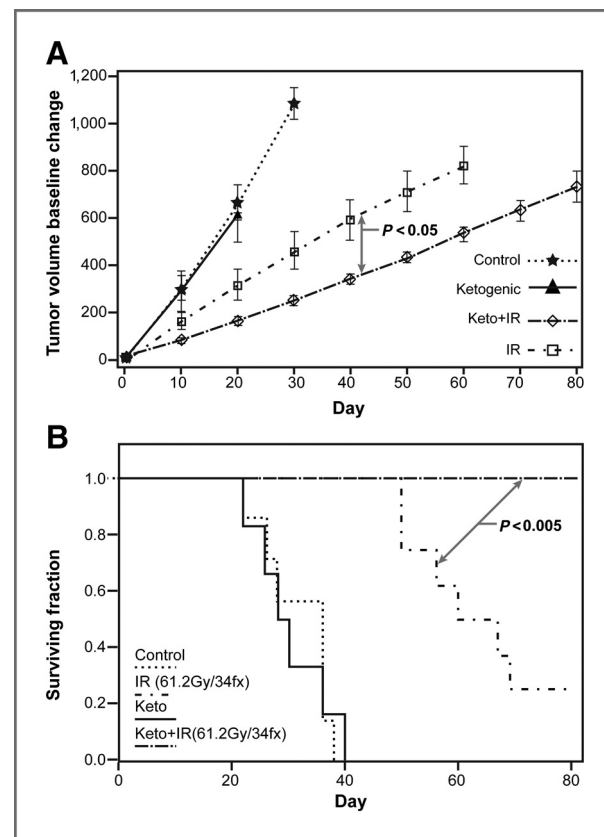 A
Tumor volume baseline change
1,200
1,000
800
600
400
200
0
P < 0.05
Control
Ketogenic
Keto+IR
IR
0 10 20 30 40 50 60 70 80
Day
B
Surviving fraction
1.0
0.8
0.6
0.4
0.2
0.0
P < 0.005
Control
IR (61.2Gy/34fx)
Keto
Keto+IR(61.2Gy/34fx)
0 20 40 60 80
Day